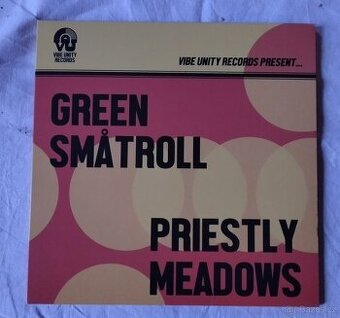 VIBE UNITY
RECORDS
VIBE UNITY RECORDS PRESENT...
GREEN
SMÅTROLL
PRIESTLY
MEADOWS